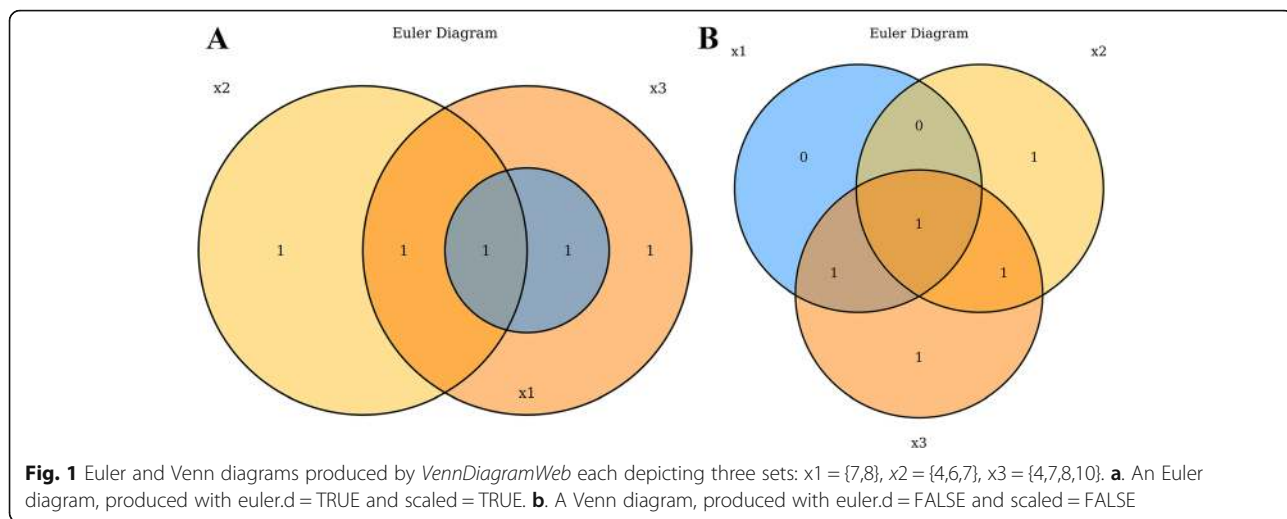 A
Euler Diagram
x2
x3
1
1
1
1
1
x1
B
Euler Diagram
x1
x2
0
0
1
1
1
1
1
x3
Fig. 1 Euler and Venn diagrams produced by VennDiagramWeb each depicting three sets: x1 = {7,8}, x2 = {4,6,7}, x3 = {4,7,8,10}. a. An Euler
diagram, produced with euler.d = TRUE and scaled = TRUE. b. A Venn diagram, produced with euler.d = FALSE and scaled = FALSE